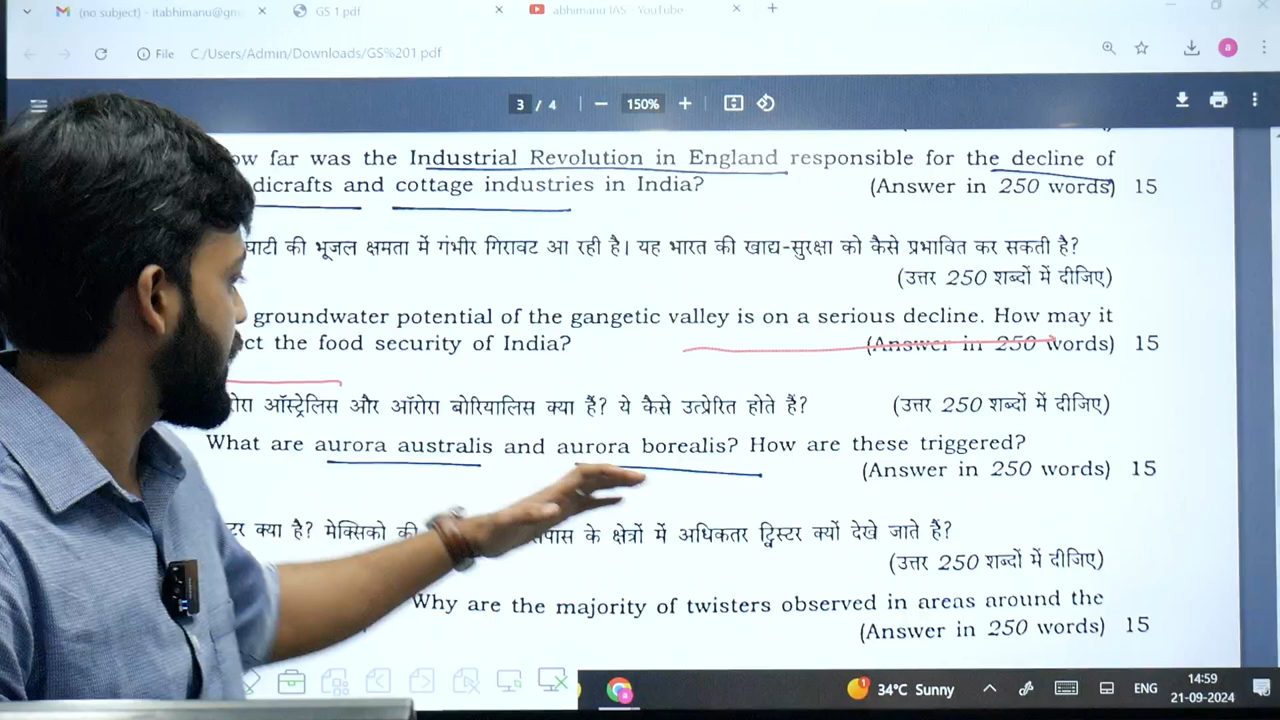 (no subject) - itabhimanu@gm
GS 1 pdf
abhimanu IAS - YouTube
File C:/Users/Admin/Downloads/GS%201 pdf
3 / 4
150%
ow far was the Industrial Revolution in England responsible for the decline of
dicrafts and cottage industries in India? (Answer in 250 words) 15
घाटी की भूजल क्षमता में गंभीर गिरावट आ रही है। यह भारत की खाद्य-सुरक्षा को कैसे प्रभावित कर सकती है?
(उत्तर 250 शब्दों में दीजिए)
groundwater potential of the gangetic valley is on a serious decline. How may it
ct the food security of India? (Answer in 250 words) 15
रोरा ऑस्ट्रेलिस और ऑरोरा बोरियालिस क्या हैं? ये कैसे उत्प्रेरित होते हैं? (उत्तर 250 शब्दों में दीजिए)
What are aurora australis and aurora borealis? How are these triggered?
(Answer in 250 words) 15
टर क्या है? मेक्सिको की पास के क्षेत्रों में अधिकतर ट्विस्टर क्यों देखे जाते हैं?
(उत्तर 250 शब्दों में दीजिए)
Why are the majority of twisters observed in areas around the
(Answer in 250 words) 15
34°C Sunny
ENG
14:59
21-09-2024